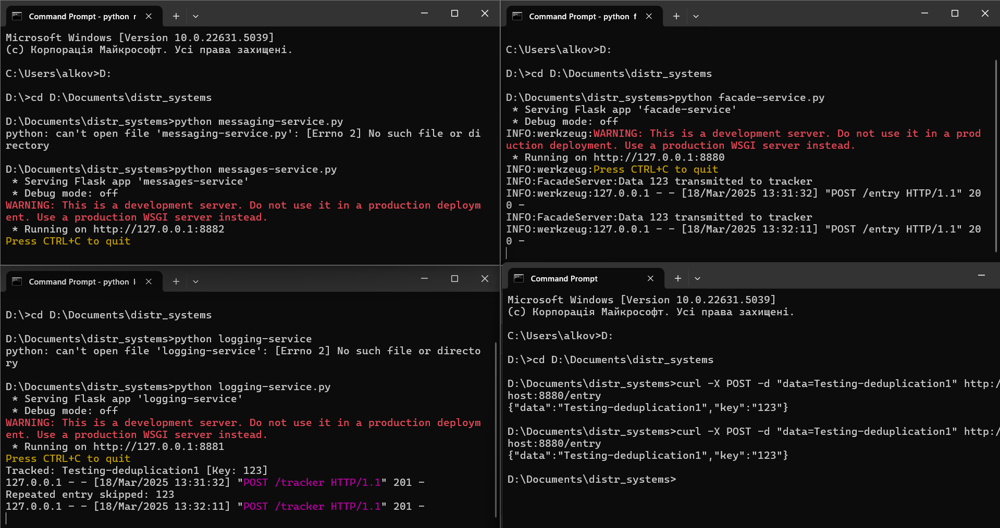 Command Prompt - python r
Microsoft Windows [Version 10.0.22631.5039]
(c) Корпорація Майкрософт. Усі права захищені.
C:\Users\alkov>D:
D:\>cd D:\Documents\distr_systems
D:\Documents\distr_systems>python messaging-service.py
python: can't open file 'messaging-service.py': [Errno 2] No such file or di
rectory
D:\Documents\distr_systems>python messages-service.py
 * Serving Flask app 'messages-service'
 * Debug mode: off
WARNING: This is a development server. Do not use it in a production deploym
ent. Use a production WSGI server instead.
 * Running on http://127.0.0.1:8882
Press CTRL+C to quit
Command Prompt - python f
C:\Users\alkov>D:
D:\>cd D:\Documents\distr_systems
D:\Documents\distr_systems>python facade-service.py
 * Serving Flask app 'facade-service'
 * Debug mode: off
INFO:werkzeug:WARNING: This is a development server. Do not use it in a prod
uction deployment. Use a production WSGI server instead.
 * Running on http://127.0.0.1:8880
INFO:werkzeug:Press CTRL+C to quit
INFO:FacadeServer:Data 123 transmitted to tracker
INFO:werkzeug:127.0.0.1 - - [18/Mar/2025 13:31:32] "POST /entry HTTP/1.1" 20
0 -
INFO:FacadeServer:Data 123 transmitted to tracker
INFO:werkzeug:127.0.0.1 - - [18/Mar/2025 13:32:11] "POST /entry HTTP/1.1" 20
0 -
Command Prompt - python l
D:\>cd D:\Documents\distr_systems
D:\Documents\distr_systems>python logging-service
python: can't open file 'logging-service': [Errno 2] No such file or directo
ry
D:\Documents\distr_systems>python logging-service.py
 * Serving Flask app 'logging-service'
 * Debug mode: off
WARNING: This is a development server. Do not use it in a production deploym
ent. Use a production WSGI server instead.
 * Running on http://127.0.0.1:8881
Press CTRL+C to quit
Tracked: Testing-deduplication1 [Key: 123]
127.0.0.1 - - [18/Mar/2025 13:31:32] "POST /tracker HTTP/1.1" 201 -
Repeated entry skipped: 123
127.0.0.1 - - [18/Mar/2025 13:32:11] "POST /tracker HTTP/1.1" 201 -
Command Prompt
Microsoft Windows [Version 10.0.22631.5039]
(c) Корпорація Майкрософт. Усі права захищені.
C:\Users\alkov>D:
D:\>cd D:\Documents\distr_systems
D:\Documents\distr_systems>curl -X POST -d "data=Testing-deduplication1" http:/
host:8880/entry
{"data":"Testing-deduplication1","key":"123"}
D:\Documents\distr_systems>curl -X POST -d "data=Testing-deduplication1" http:/
host:8880/entry
{"data":"Testing-deduplication1","key":"123"}
D:\Documents\distr_systems>